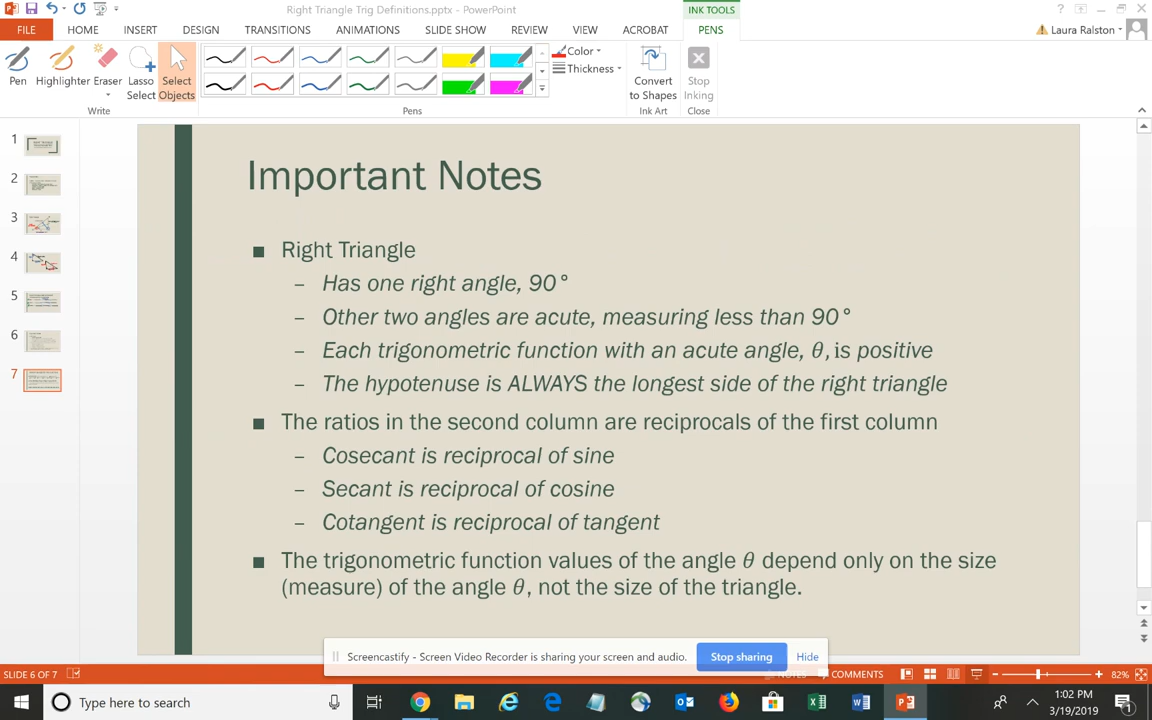 Right Triangle Trig Definitions.pptx - PowerPoint
INK TOOLS
FILE HOME INSERT DESIGN TRANSITIONS ANIMATIONS SLIDE SHOW REVIEW VIEW ACROBAT PENS
Laura Ralston
Pen
Highlighter
Eraser
Lasso Select
Select Objects
Write
Pens
Color
Thickness
Convert to Shapes
Ink Art
Stop Inking
Close
1
2
3
4
5
6
7
Important Notes
■ Right Triangle
– Has one right angle, 90°
– Other two angles are acute, measuring less than 90°
– Each trigonometric function with an acute angle, θ, is positive
– The hypotenuse is ALWAYS the longest side of the right triangle
■ The ratios in the second column are reciprocals of the first column
– Cosecant is reciprocal of sine
– Secant is reciprocal of cosine
– Cotangent is reciprocal of tangent
■ The trigonometric function values of the angle θ depend only on the size
(measure) of the angle θ, not the size of the triangle.
Screencastify - Screen Video Recorder is sharing your screen and audio. Stop sharing Hide
SLIDE 6 OF 7
NOTES COMMENTS 82%
Type here to search
1:02 PM
3/19/2019